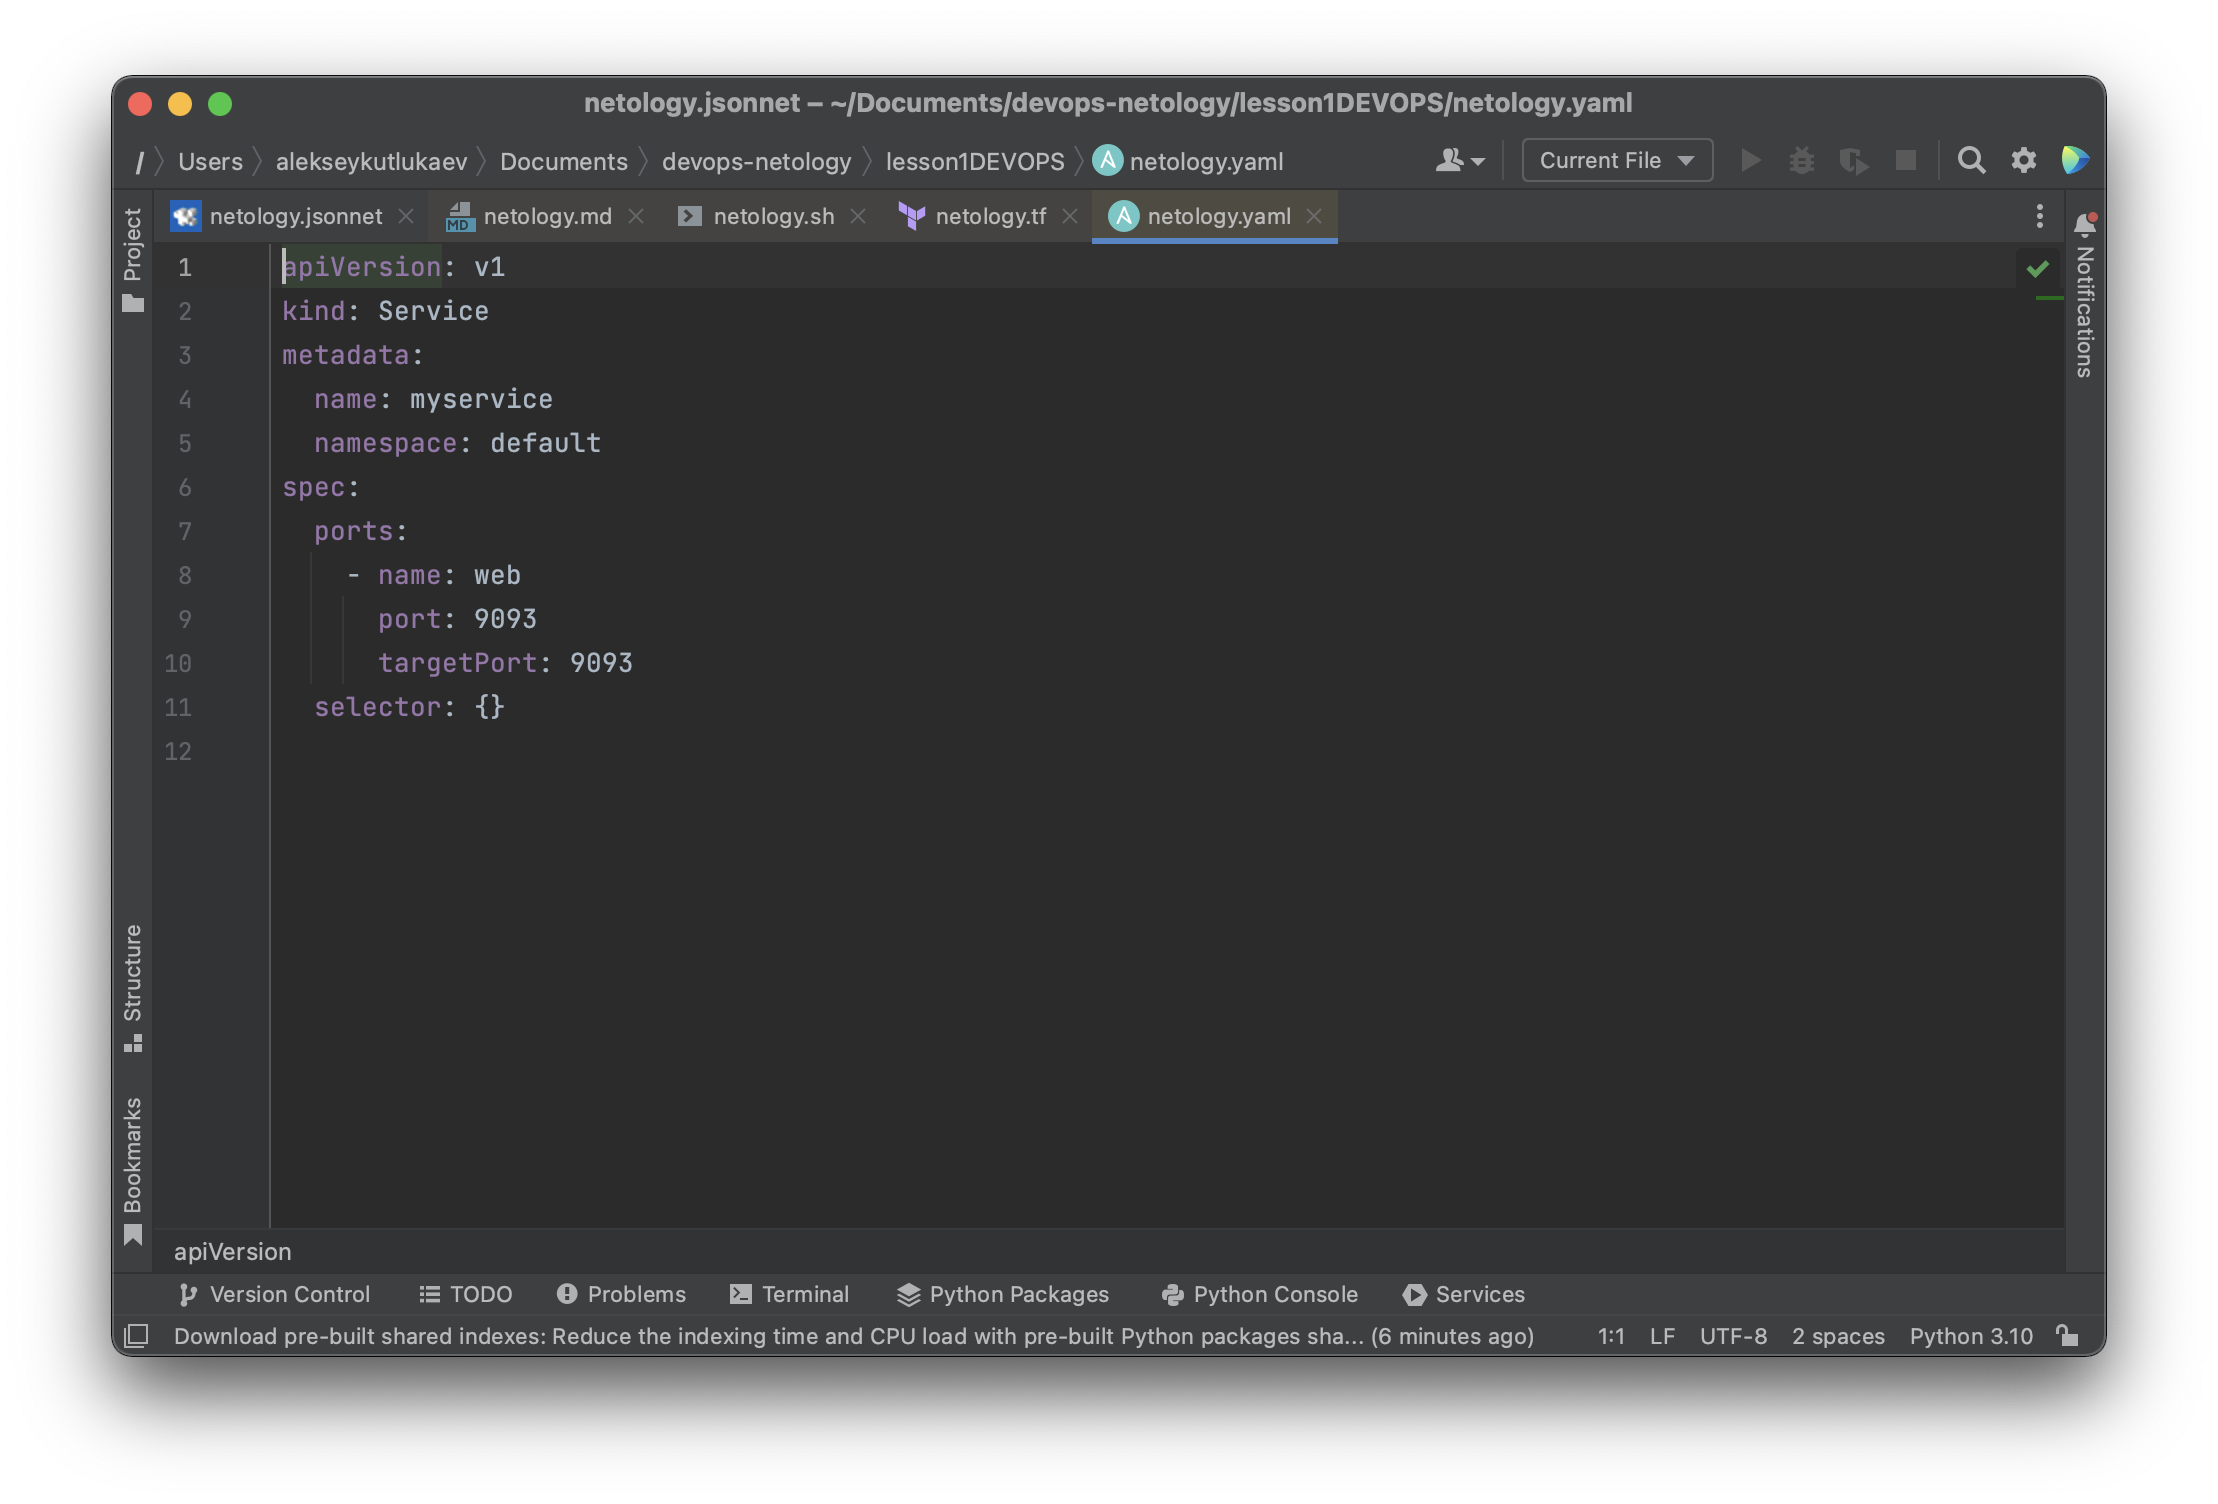 netology.jsonnet – ~/Documents/devops-netology/lesson1DEVOPS/netology.yaml
/ Users alekseykutlukaev Documents devops-netology lesson1DEVOPS netology.yaml Current File
netology.jsonnet MD netology.md netology.sh netology.tf netology.yaml
Project
Structure
Bookmarks
1 apiVersion: v1
2 kind: Service
3 metadata:
4   name: myservice
5   namespace: default
6 spec:
7   ports:
8     - name: web
9       port: 9093
10       targetPort: 9093
11   selector: {}
12
Notifications
apiVersion
Version Control TODO Problems Terminal Python Packages Python Console Services
Download pre-built shared indexes: Reduce the indexing time and CPU load with pre-built Python packages sha... (6 minutes ago) 1:1 LF UTF-8 2 spaces Python 3.10